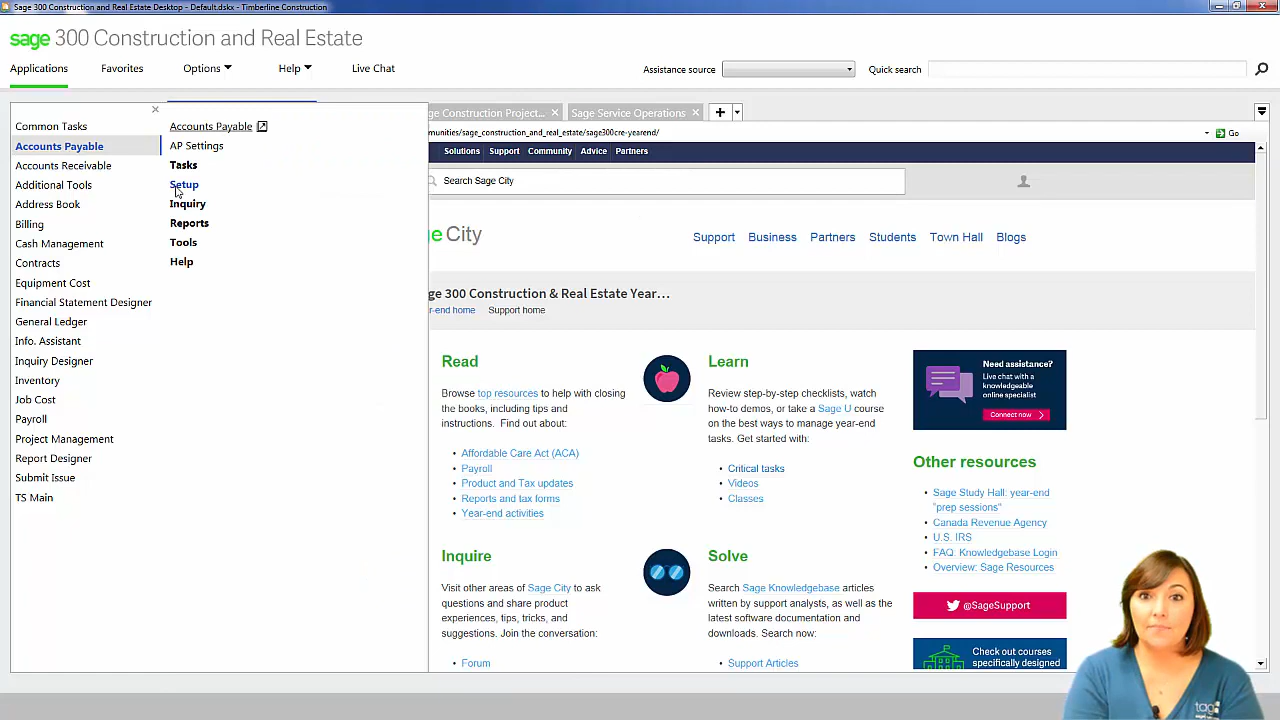 Sage 300 Construction and Real Estate Desktop - Default.dskx - Timberline Construction
sage 300 Construction and Real Estate
Applications
Favorites
Options
Help
Live Chat
Assistance source
Quick search
Common Tasks
Accounts Payable
Accounts Receivable
Additional Tools
Address Book
Billing
Cash Management
Contracts
Equipment Cost
Financial Statement Designer
General Ledger
Info. Assistant
Inquiry Designer
Inventory
Job Cost
Payroll
Project Management
Report Designer
Submit Issue
TS Main
Accounts Payable
AP Settings
Tasks
Setup
Inquiry
Reports
Tools
Help
ge Construction Project...
Sage Service Operations
munities/sage_construction_and_real_estate/sage300cre-yearend/
Go
Solutions Support Community Advice Partners
Search Sage City
ge City
Support Business Partners Students Town Hall Blogs
ge 300 Construction & Real Estate Year…
r-end home Support home
Read
Browse top resources to help with closing
the books, including tips and
instructions. Find out about:
Affordable Care Act (ACA)
Payroll
Product and Tax updates
Reports and tax forms
Year-end activities
Learn
Review step-by-step checklists, watch
how-to demos, or take a Sage U course
on the best ways to manage year-end
tasks. Get started with:
Critical tasks
Videos
Classes
Inquire
Visit other areas of Sage City to ask
questions and share product
experiences, tips, tricks, and
suggestions. Join the conversation:
Forum
Solve
Search Sage Knowledgebase articles
written by support analysts, as well as the
latest software documentation and
downloads. Search now:
Support Articles
Need assistance?
Live chat with a
knowledgeable
online specialist
Connect now
Other resources
Sage Study Hall: year-end
"prep sessions"
Canada Revenue Agency
U.S. IRS
FAQ: Knowledgebase Login
Overview: Sage Resources
@SageSupport
Check out courses
specifically designed
tag